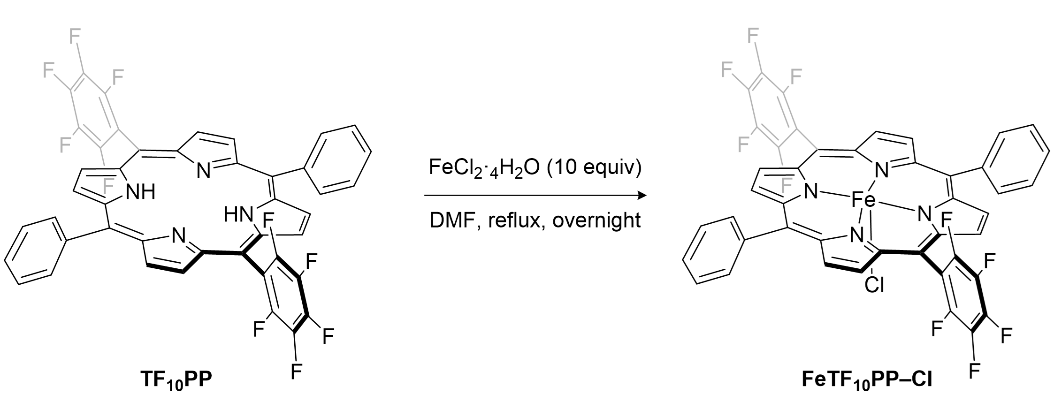 F
F
F
F
F
N
NH
HN
N
F
F
F
F
F
TF₁₀PP
FeCl₂·4H₂O (10 equiv)
DMF, reflux, overnight
F
F
F
F
F
N
N
Fe
N
N
Cl
F
F
F
F
F
FeTF₁₀PP–Cl